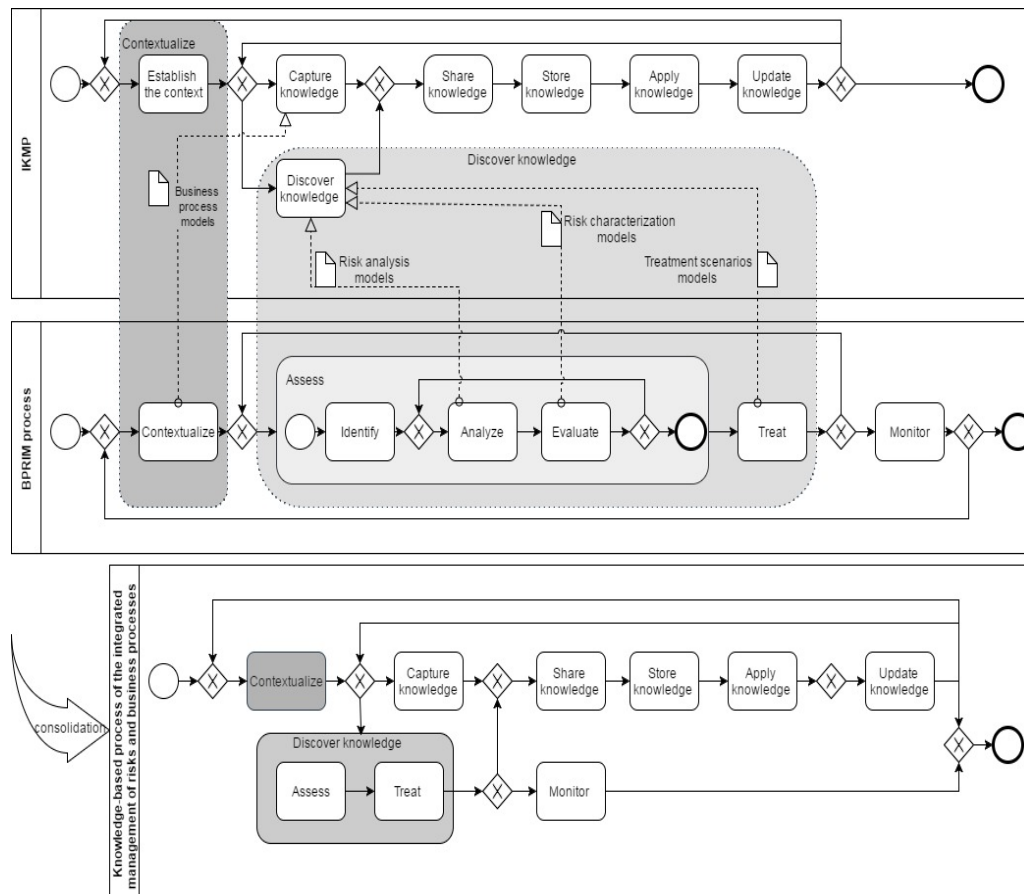 IKMP
Contextualize
Establish
the context
Capture
knowledge
Share
knowledge
Store
knowledge
Apply
knowledge
Update
knowledge
Discover knowledge
Discover
knowledge
Business
process
models
Risk characterization
models
Risk analysis
models
Treatment scenarios
models
BPRIM process
Assess
Contextualize
Identify
Analyze
Evaluate
Treat
Monitor
consolidation
Knowledge-based process of the integrated
management of risks and business processes
Contextualize
Capture
knowledge
Share
knowledge
Store
knowledge
Apply
knowledge
Update
knowledge
Discover knowledge
Assess
Treat
Monitor